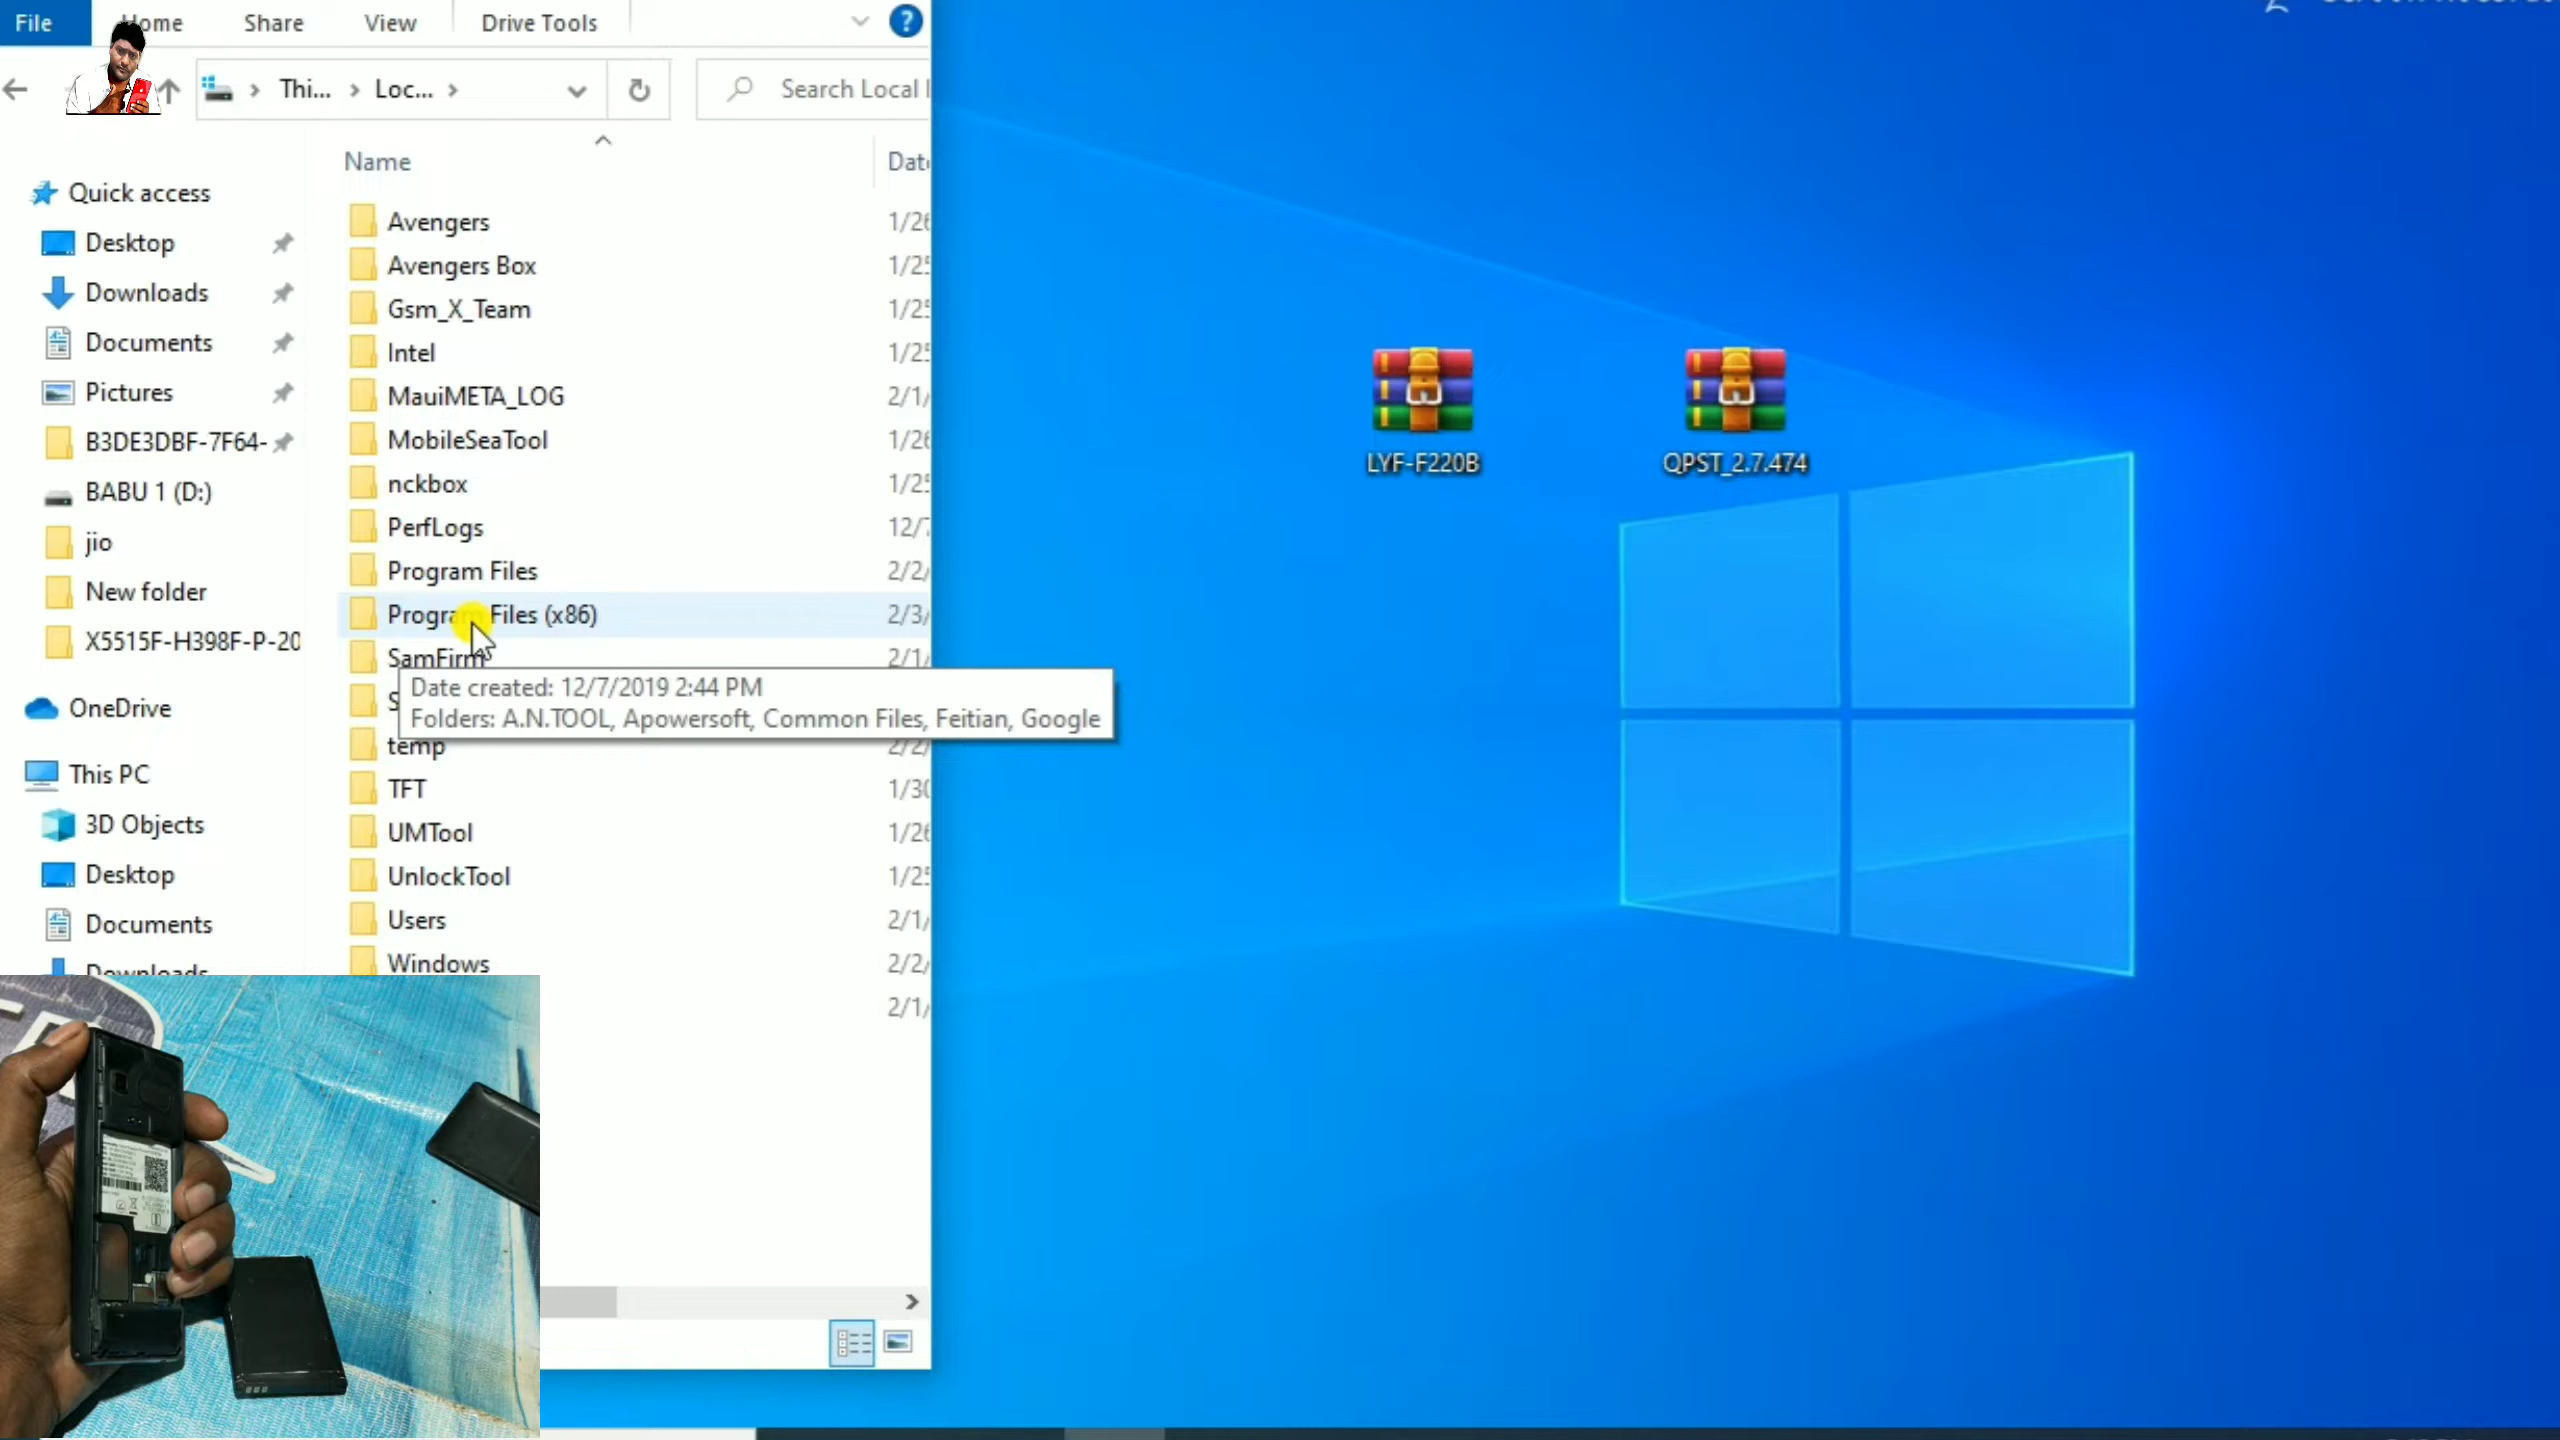 File
Home
Share
View
Drive Tools
?
Thi...
Loc...
Search Local
Name
Quick access
Desktop
Downloads
Documents
Pictures
B3DE3DBF-7F64-
BABU 1 (D:)
jio
New folder
X5515F-H398F-P-20
OneDrive
This PC
3D Objects
Desktop
Documents
Downloads
Avengers
1/26
Avengers Box
1/25
Gsm_X_Team
1/25
Intel
1/25
MauiMETA_LOG
2/1/
MobileSeaTool
1/26
nckbox
1/25
PerfLogs
12/7
Program Files
2/2/
Program Files (x86)
2/3/
SamFirm
2/1/
Date created: 12/7/2019 2:44 PM
Folders: A.N.TOOL, Apowersoft, Common Files, Feitian, Google
temp
2/2/
TFT
1/30
UMTool
1/26
UnlockTool
1/25
Users
2/1/
Windows
2/2/
2/1/
LYF-F220B
QPST_2.7.474